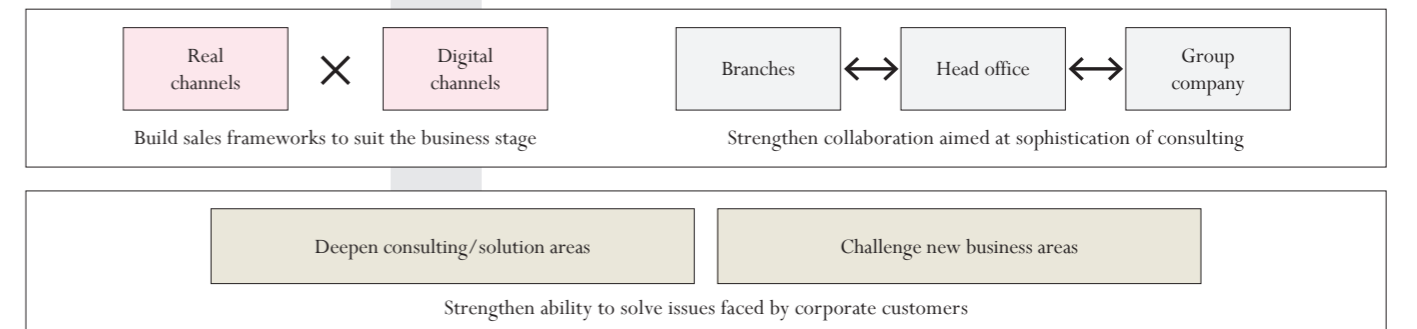 Real
channels
Digital
channels
Build sales frameworks to suit the business stage
Branches
Head office
Group
company
Strengthen collaboration aimed at sophistication of consulting
Deepen consulting/solution areas
Challenge new business areas
Strengthen ability to solve issues faced by corporate customers